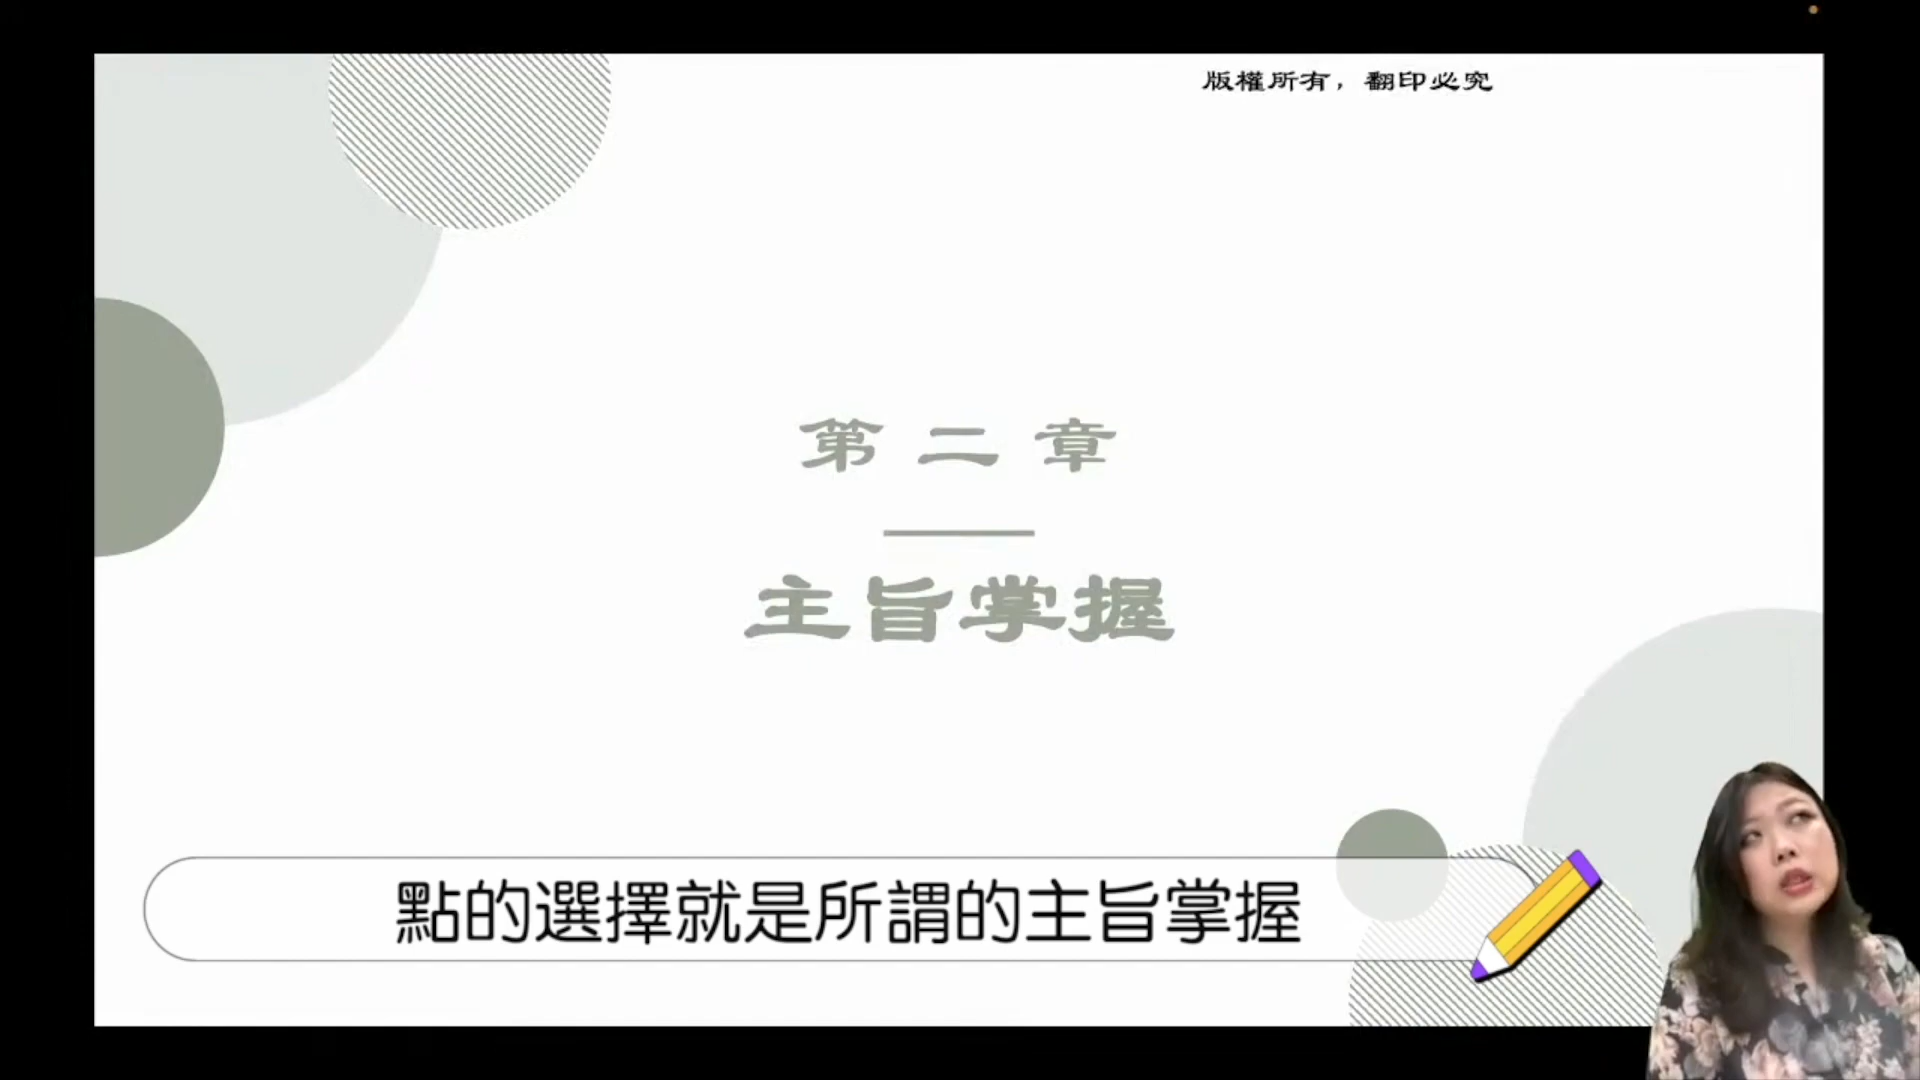 版權所有，翻印必究
第二章
主旨掌握
點的選擇就是所謂的主旨掌握